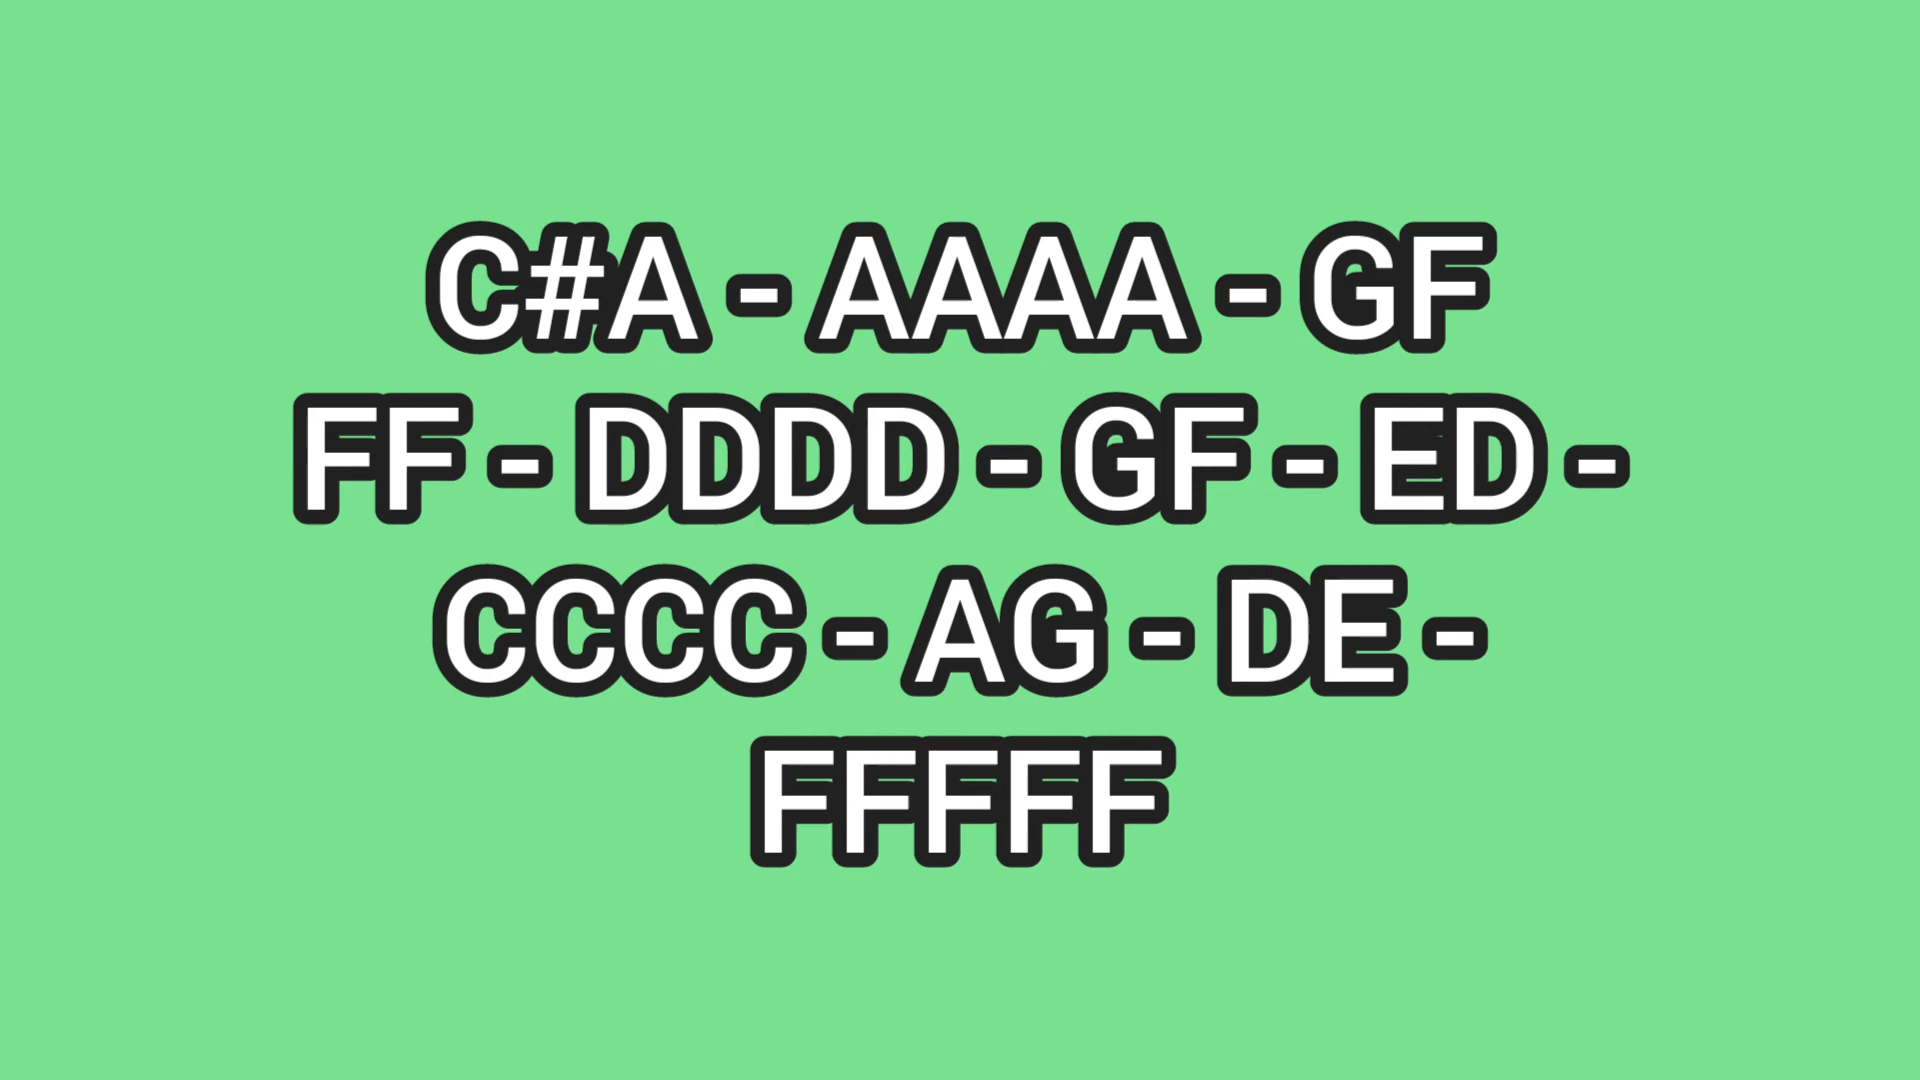 C#A - AAAA - GF
FF - DDDD - GF - ED -
CCCC - AG - DE -
FFFFF